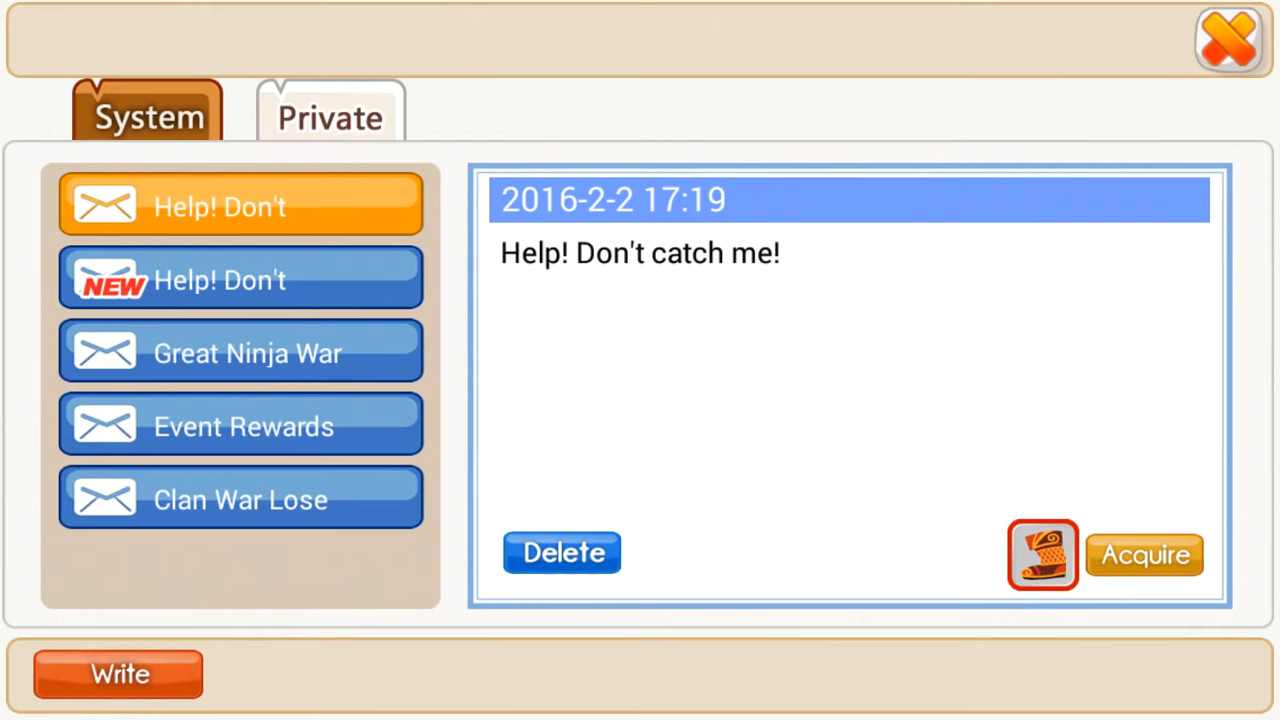 System
Private
Help! Don't
NEW Help! Don't
Great Ninja War
Event Rewards
Clan War Lose
2016-2-2 17:19
Help! Don't catch me!
Delete
Acquire
Write